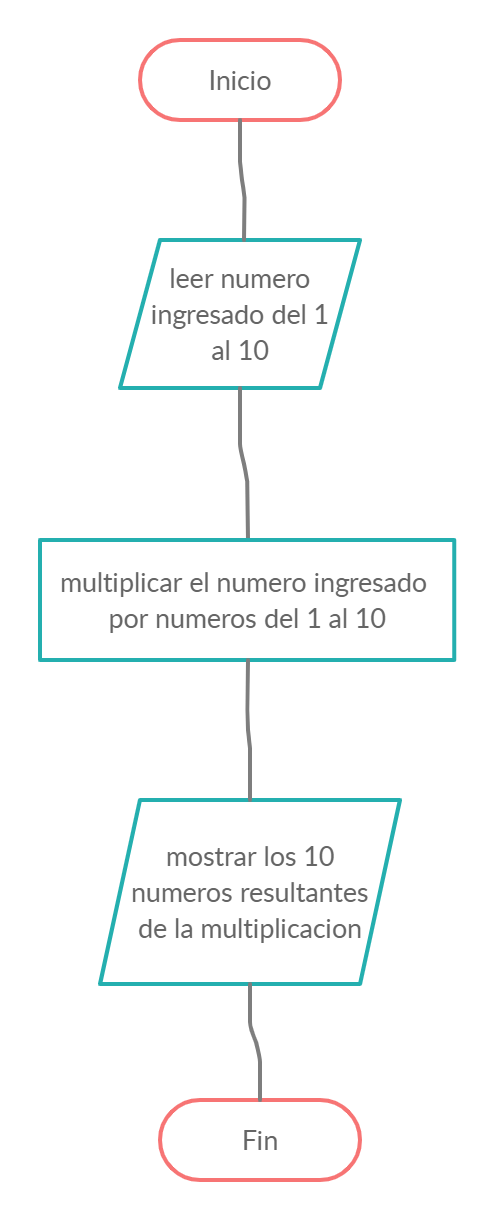 Inicio
leer numero
ingresado del 1
al 10
multiplicar el numero ingresado
por numeros del 1 al 10
mostrar los 10
numeros resultantes
de la multiplicacion
Fin